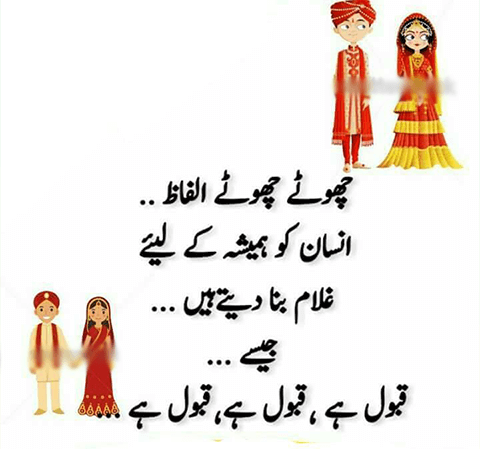 چھوٹے چھوٹے الفاظ ..
انسان کو ہمیشہ کے لیئے
غلام بنا دیتے ہیں ...
جیسے ...
قبول ہے ، قبول ہے، قبول ہے ...